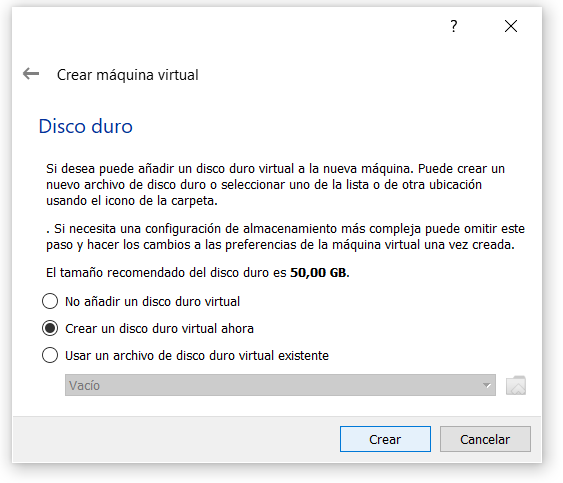 ?
Crear máquina virtual
Disco duro
Si desea puede añadir un disco duro virtual a la nueva máquina. Puede crear un
nuevo archivo de disco duro o seleccionar uno de la lista o de otra ubicación
usando el icono de la carpeta.
. Si necesita una configuración de almacenamiento más compleja puede omitir este
paso y hacer los cambios a las preferencias de la máquina virtual una vez creada.
El tamaño recomendado del disco duro es 50,00 GB.
No añadir un disco duro virtual
Crear un disco duro virtual ahora
Usar un archivo de disco duro virtual existente
Vacío
Crear
Cancelar